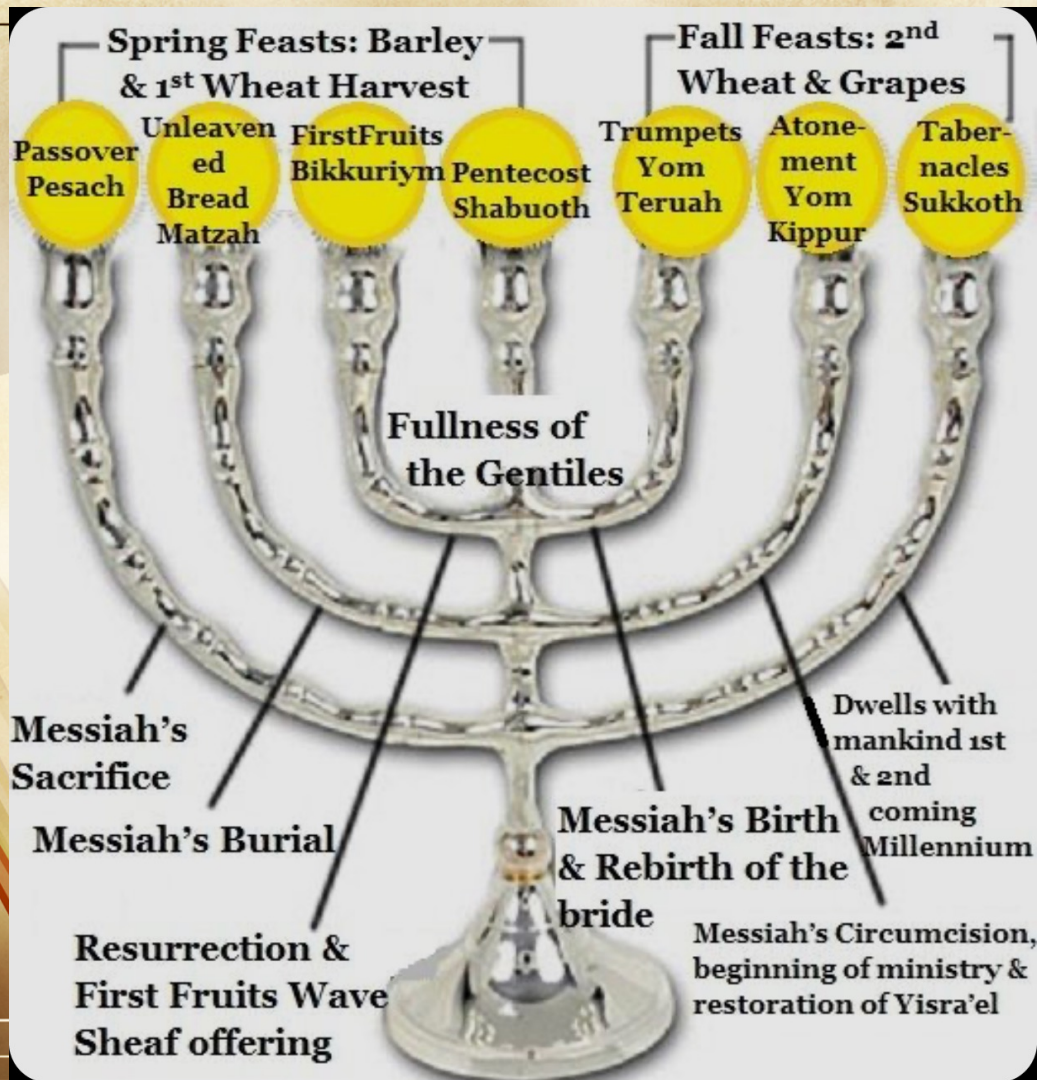 Spring Feasts: Barley
& 1st Wheat Harvest
Fall Feasts: 2nd
Wheat & Grapes
Passover
Pesach
Unleaven
ed
Bread
Matzah
FirstFruits
Bikkuriym
Pentecost
Shabuoth
Trumpets
Yom
Teruah
Atone-
ment
Yom
Kippur
Taber-
nacles
Sukkoth
Fullness of
the Gentiles
Messiah's
Sacrifice
Messiah's Burial
Resurrection &
First Fruits Wave
Sheaf offering
Messiah's Birth
& Rebirth of the
bride
Dwells with
mankind 1st
& 2nd
coming
Millennium
Messiah's Circumcision,
beginning of ministry &
restoration of Yisra'el